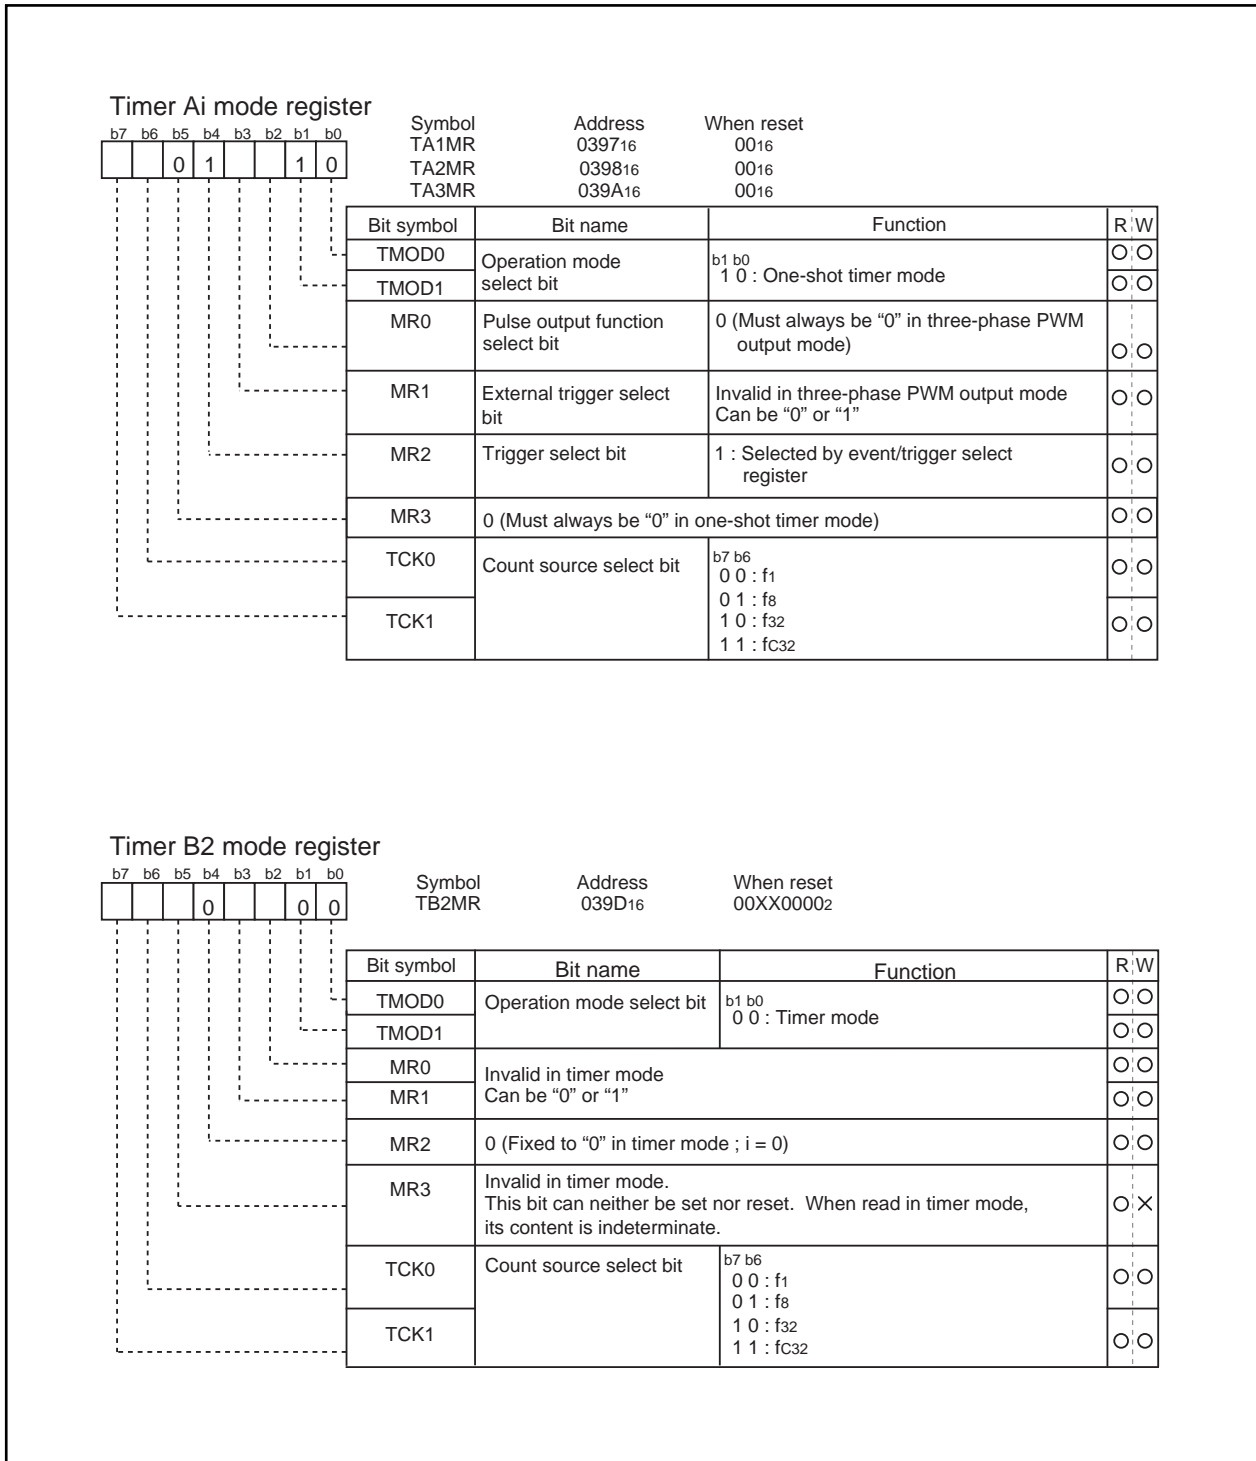 Timer Ai mode register
b7 b6 b5 b4 b3 b2 b1 b0
0 1 1 0
Symbol Address When reset
TA1MR 039716 0016
TA2MR 039816 0016
TA3MR 039A16 0016
Bit symbol Bit name Function R W
TMOD0 Operation mode select bit b1 b0
TMOD1 1 0 : One-shot timer mode
MR0 Pulse output function 0 (Must always be “0” in three-phase PWM
select bit output mode)
MR1 External trigger select Invalid in three-phase PWM output mode
bit Can be “0” or “1”
MR2 Trigger select bit 1 : Selected by event/trigger select
register
MR3 0 (Must always be “0” in one-shot timer mode)
TCK0 Count source select bit b7 b6
0 0 : f1
0 1 : f8
TCK1 1 0 : f32
1 1 : fC32
Timer B2 mode register
b7 b6 b5 b4 b3 b2 b1 b0
0 0 0
Symbol Address When reset
TB2MR 039D16 00XX00002
Bit symbol Bit name Function R W
TMOD0 Operation mode select bit b1 b0
0 0 : Timer mode
TMOD1
MR0 Invalid in timer mode
MR1 Can be “0” or “1”
MR2 0 (Fixed to “0” in timer mode ; i = 0)
MR3 Invalid in timer mode.
This bit can neither be set nor reset. When read in timer mode,
its content is indeterminate.
TCK0 Count source select bit b7 b6
0 0 : f1
0 1 : f8
TCK1 1 0 : f32
1 1 : fC32